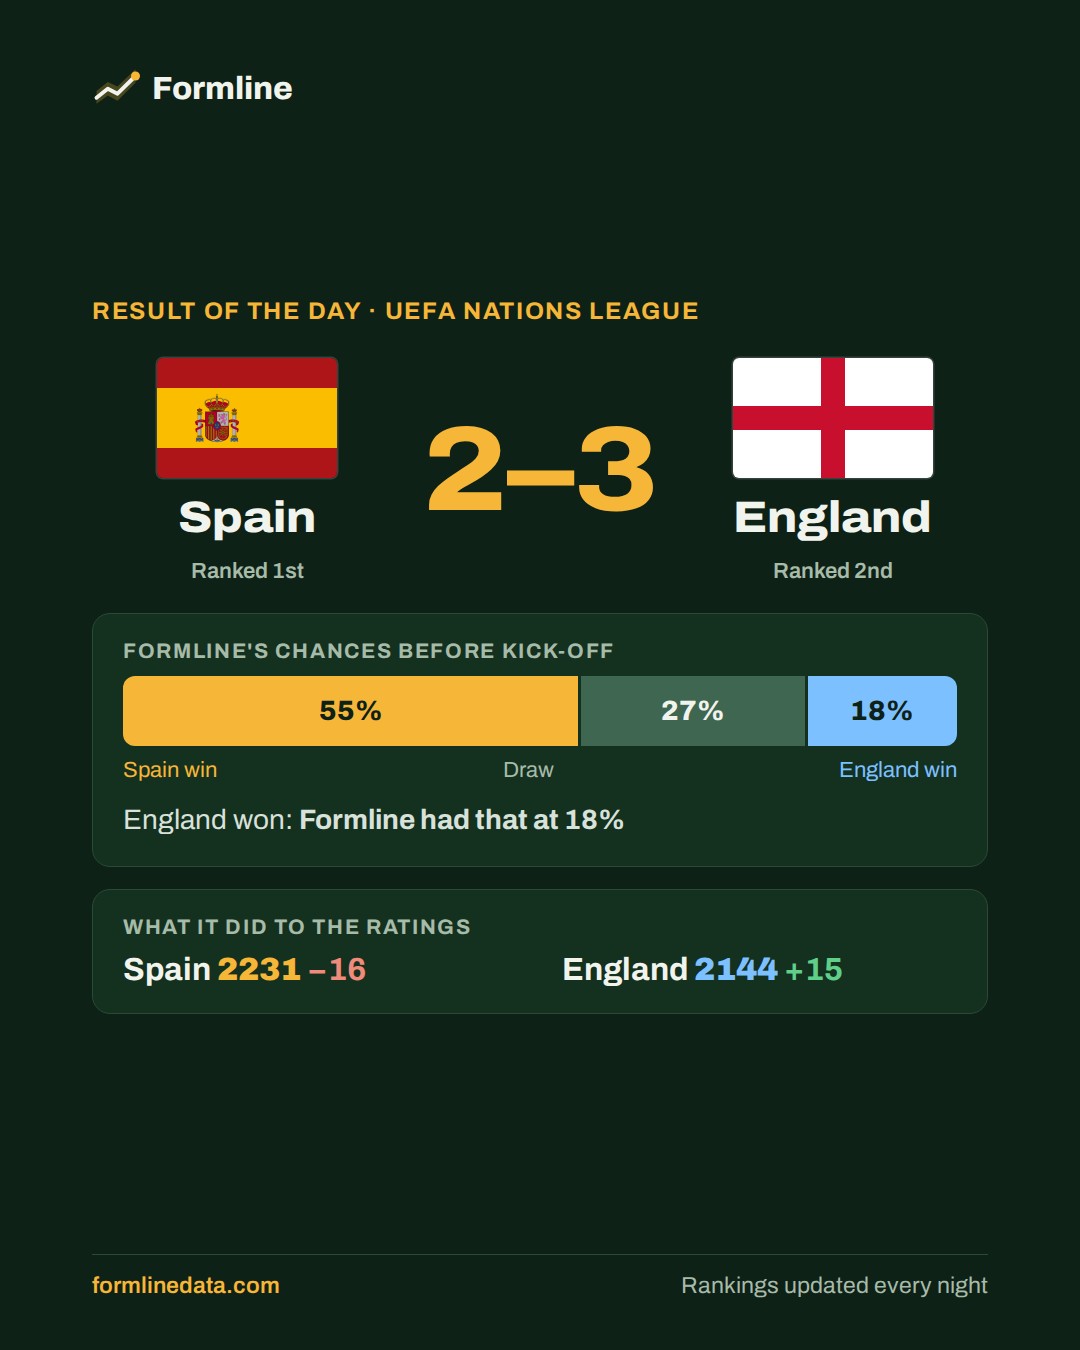 Formline
RESULT OF THE DAY · UEFA NATIONS LEAGUE
2–3
Spain
England
Ranked 1st
Ranked 2nd
FORMLINE'S CHANCES BEFORE KICK-OFF
55% 27% 18%
Spain win Draw England win
England won: Formline had that at 18%
WHAT IT DID TO THE RATINGS
Spain 2231 –16 England 2144 +15
formlinedata.com Rankings updated every night